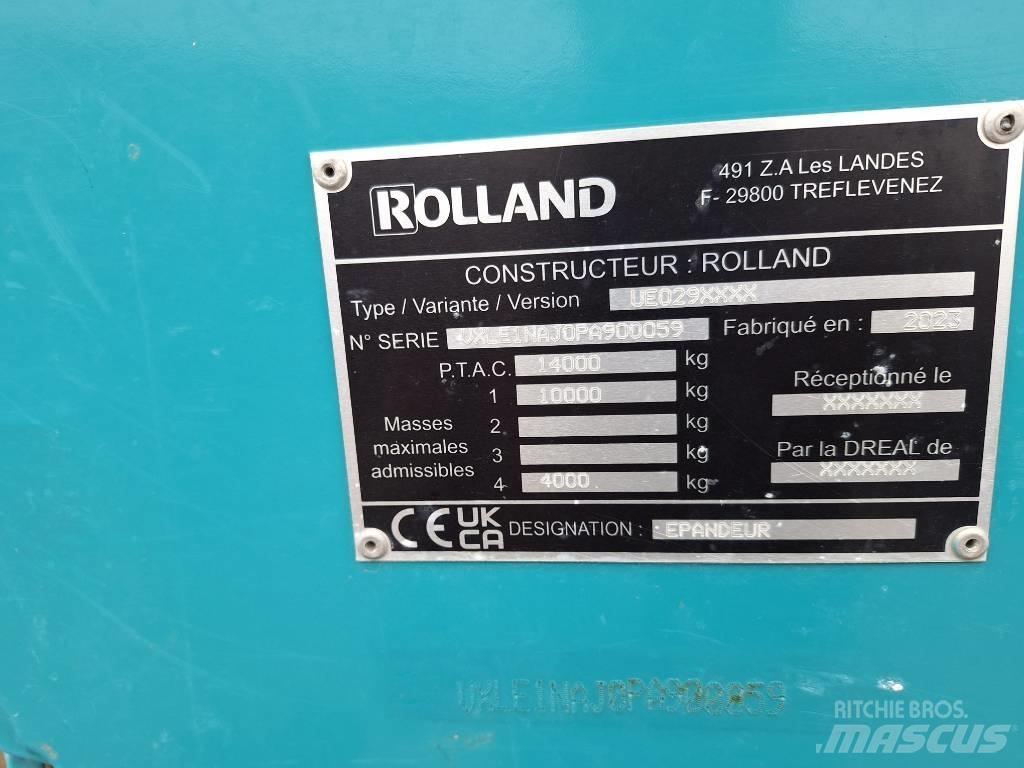 ROLLAND
491 Z.A Les LANDES
F- 29800 TREFLEVENEZ
CONSTRUCTEUR : ROLLAND
Type / Variante / Version UE029XXXX
N° SERIE VXLE1NAJ0PA900059 Fabriqué en : 2023
P.T.A.C. 14000 kg
Masses maximales admissibles
1 10000 kg
2 kg
3 kg
4 4000 kg
Réceptionné le XXXXXXX
Par la DREAL de XXXXXXX
CE UKCA DESIGNATION : EPANDEUR
VXLE1NAJ0PA900059
RITCHIE BROS.
MASCUS